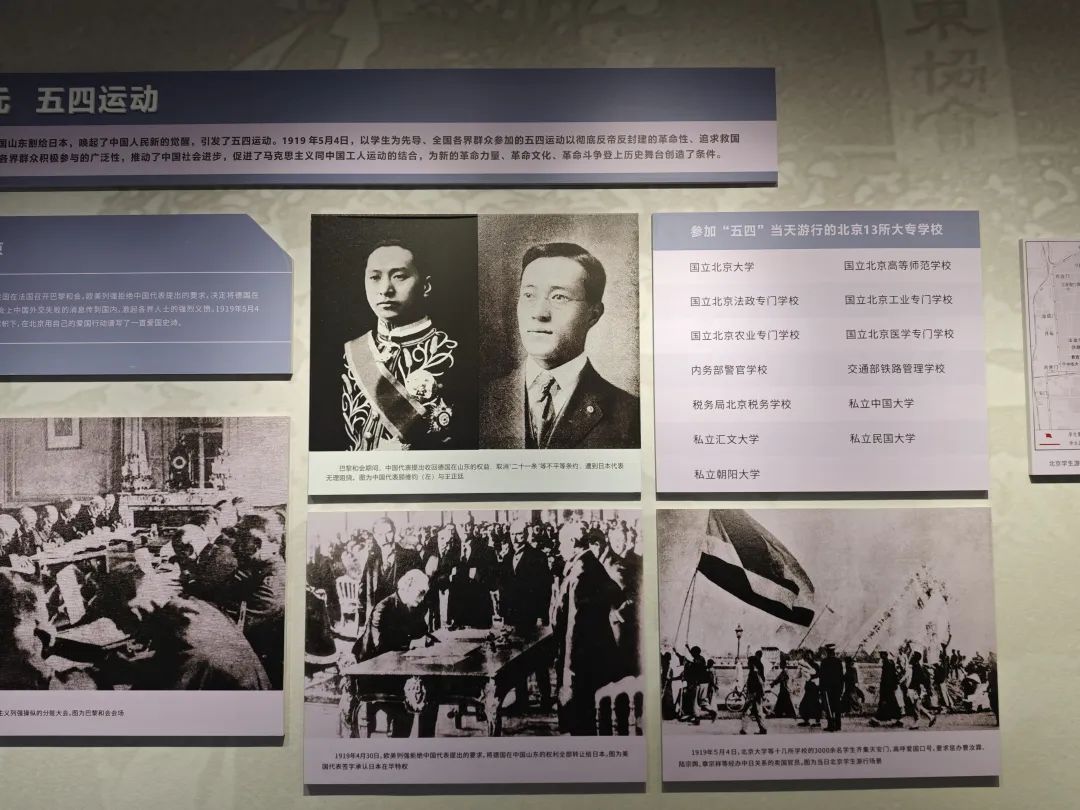 元 五四运动
国山东割给日本，唤起了中国人民新的觉醒，引发了五四运动。1919年5月4日，以学生为先导、全国各界群众参加的五四运动以彻底反帝反封建的革命性、追求救国
各界群众积极参与的广泛性，推动了中国社会进步，促进了马克思主义同中国工人运动的结合，为新的革命力量、革命文化、革命斗争登上历史舞台创造了条件。
国在法国召开巴黎和会，欧美列强拒绝中国代表提出的要求，决定将德国在
会上中国外交失败的消息传到国内，激起各界人士的强烈义愤。1919年5月4
织下，在北京用自己的爱国行动谱写了一首爱国史诗。
巴黎和会期间，中国代表提出收回德国在山东的权益，取消“二十一条”等不平等条约，遭到日本代表
无理阻挠。图为中国代表顾维钧（左）与王正廷
参加“五四”当天游行的北京13所大专学校
国立北京大学 国立北京高等师范学校
国立北京法政专门学校 国立北京工业专门学校
国立北京农业专门学校 国立北京医学专门学校
内务部警官学校 交通部铁路管理学校
税务局北京税务学校 私立中国大学
私立汇文大学 私立民国大学
私立朝阳大学
主义列强操纵的分赃大会。图为巴黎和会会场
1919年4月30日，欧美列强拒绝中国代表提出的要求，将德国在中国山东的权利全部转让给日本。图为美
国代表签字承认日本在华特权
1919年5月4日，北京大学等十几所学校的3000余名学生齐集天安门，高呼爱国口号，要求惩办曹汝霖、
陆宗舆、章宗祥等经办中日关系的卖国官员。图为当日北京学生游行场景
北京学生游